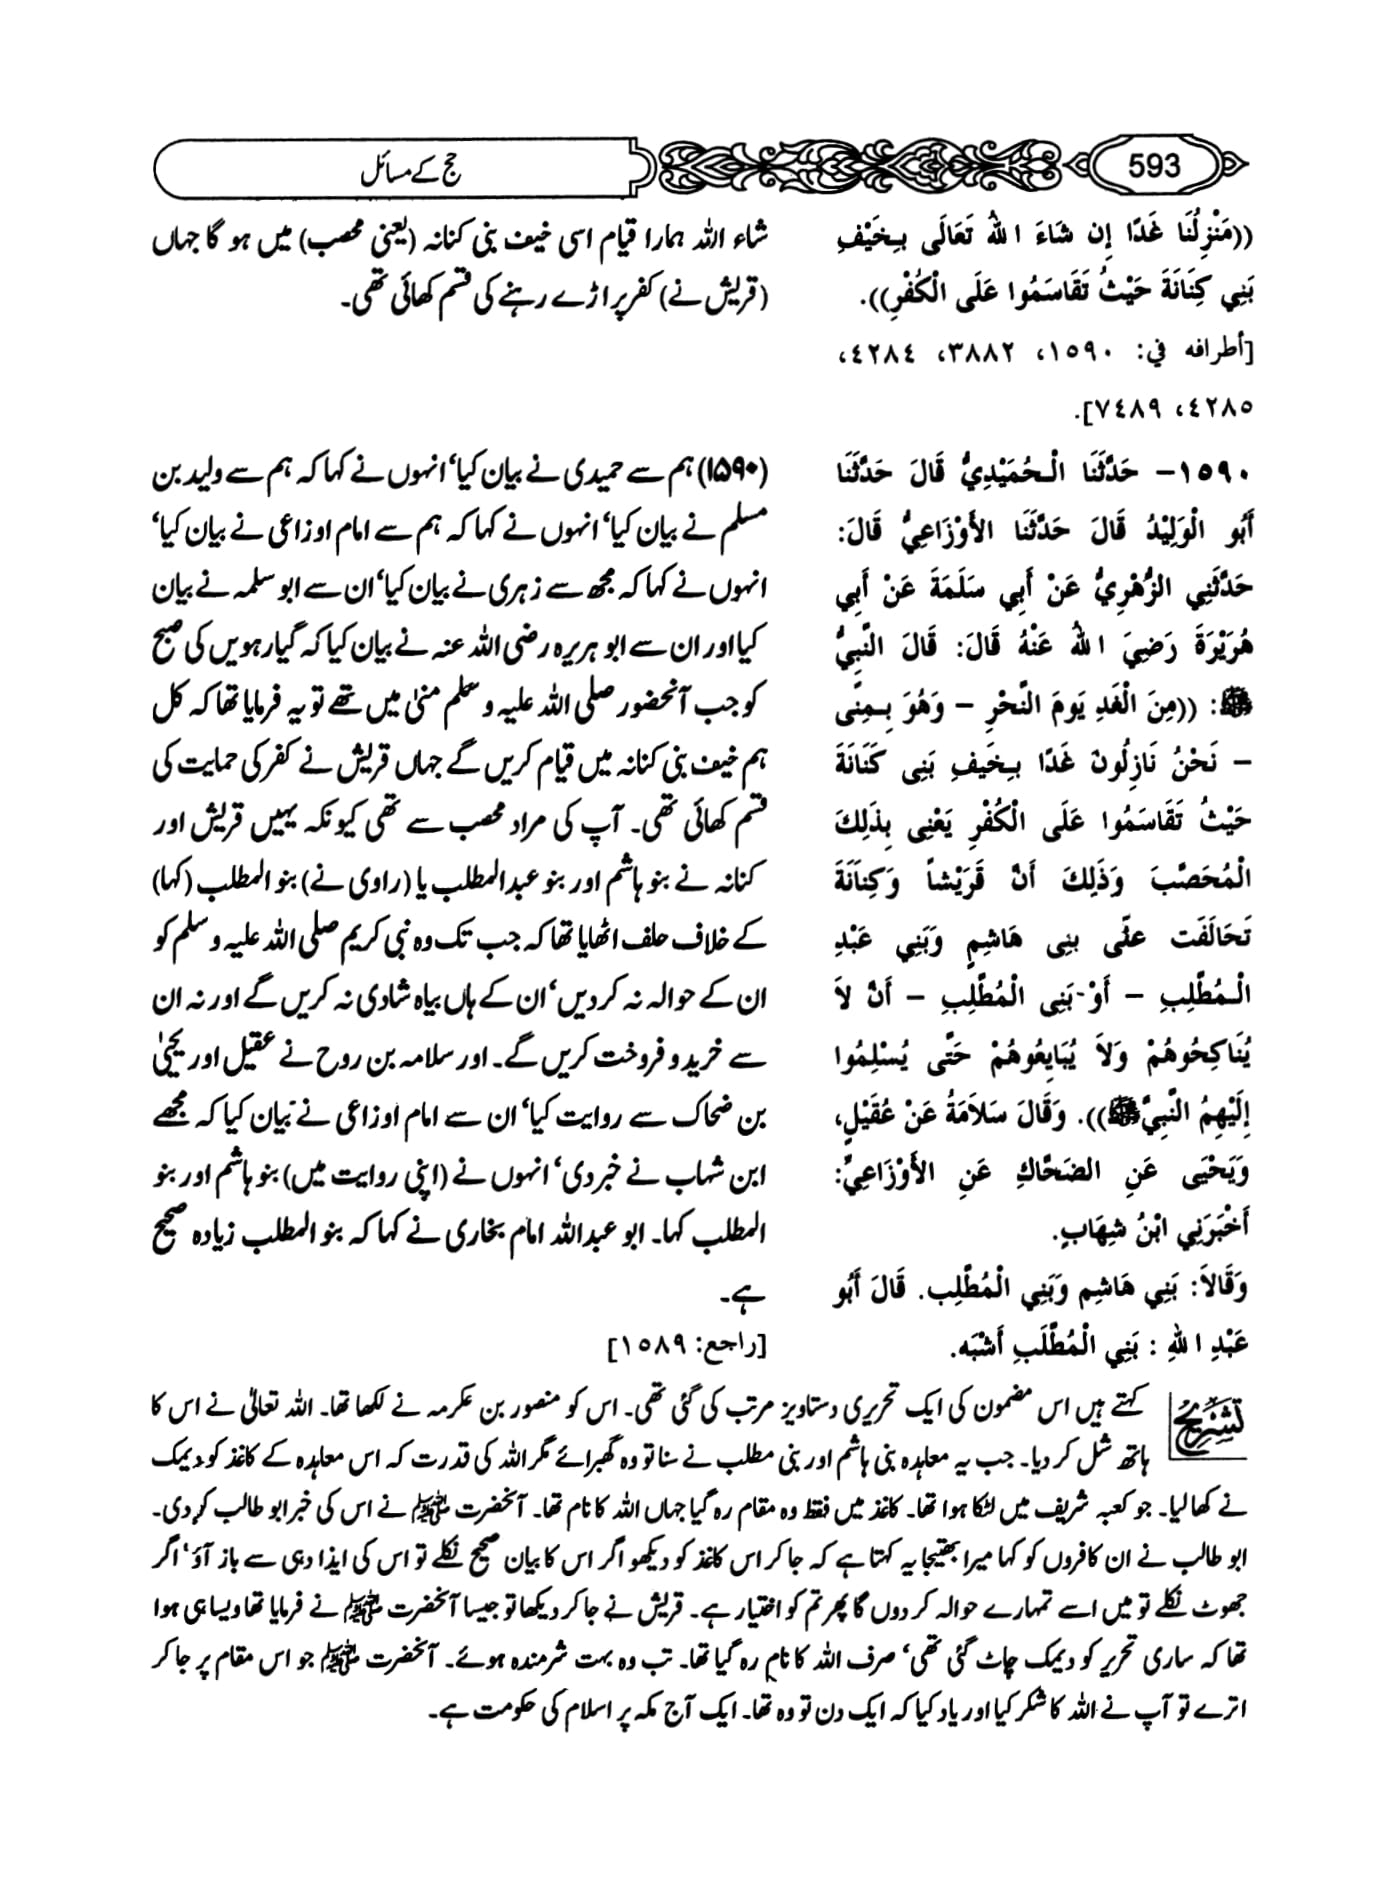 593
حج کے مسائل
((مَنْزِلُنَا غَدًا إِن شَاءَ اللهُ تَعَالَى بِخَيْفِ
بَنِي كِنَانَةَ حَيْثُ تَقَاسَمُوا عَلَى الْكُفْرِ)).
[أطرافه في: ١٥٩٠، ٣٨٨٢، ٤٢٨٤،
٤٢٨٥، ٧٤٨٩].
١٥٩٠– حَدَّثَنَا الْحُمَيْدِيُّ قَالَ حَدَّثَنَا
أَبُو الْوَلِيْدُ قَالَ حَدَّثَنَا الأَوْزَاعِيُّ قَالَ:
حَدَّثَنِي الزُّهْرِيُّ عَنْ أَبِي سَلَمَةَ عَنْ أَبِي
هُرَيْرَةَ رَضِيَ اللهُ عَنْهُ قَالَ: قَالَ النَّبِيُّ
ﷺ: ((مِنَ الْغَدِ يَومَ النَّحْرِ – وَهُوَ بِمِنًى
– نَحْنُ نَازِلُونَ غَدًا بِخَيفِ بَنِى كَنَانَةَ
حَيْثُ تَقَاسَمُوا عَلَى الْكُفْرِ يَعْنِى بِذَلِكَ
الْمُحَصَّبَ وَذَلِكَ أَنَّ قَرَيْشاً وَكِنَانَةَ
تَحَالَفَت عَلَى بنِى هَاشِمٍ وَبَنِي عَبْدِ
الْمُطَّلِبِ – أَوْ بَنِى الْمُطَّلِبِ – أَنْ لاَ
يُنَاكِحُوهُمْ وَلاَ يُبَايِعُوهُمْ حَتَّى يُسْلِمُوا
إِلَيْهِمُ النَّبِيَّ ﷺ)). وَقَالَ سَلاَمَةُ عَنْ عُقَيْلٍ،
وَيَحْيَى عَنِ الضَحَّاكِ عَنِ الأَوْزَاعِيِّ:
أَخْبَرَنِي ابْنُ شِهَابٍ.
وَقَالاَ: بَنِي هَاشِمٍ وَبَنِي الْمُطَّلِب. قَالَ أَبُو
عَبْدِ اللهِ : بَنِي الْمُطَّلَبِ أَشْبَه.
شاء اللہ ہمارا قیام اسی خیف بنی کنانہ (یعنی محصب) میں ہو گا جہاں
(قریش نے) کفر پر اڑے رہنے کی قسم کھائی تھی۔
(۱۵۹۰) ہم سے حمیدی نے بیان کیا‘ انہوں نے کہا کہ ہم سے ولید بن
مسلم نے بیان کیا‘ انہوں نے کہا کہ ہم سے امام اوزاعی نے بیان کیا‘
انہوں نے کہا کہ مجھ سے زہری نے بیان کیا‘ ان سے ابو سلمہ نے بیان
کیا اور ان سے ابو ہریرہ رضی اللہ عنہ نے بیان کیا کہ گیارہویں کی صبح
کو جب آنحضور صلی اللہ علیہ وسلم منیٰ میں تھے تو یہ فرمایا تھا کہ کل
ہم خیف بنی کنانہ میں قیام کریں گے جہاں قریش نے کفر کی حمایت کی
قسم کھائی تھی۔ آپ کی مراد محصب سے تھی کیونکہ یہیں قریش اور
کنانہ نے بنو ہاشم اور بنو عبدالمطلب یا (راوی نے) بنو المطلب (کہا)
کے خلاف حلف اٹھایا تھا کہ جب تک وہ نبی کریم صلی اللہ علیہ وسلم کو
ان کے حوالہ نہ کر دیں‘ ان کے ہاں بیاہ شادی نہ کریں گے اور نہ ان
سے خرید و فروخت کریں گے۔ اور سلامہ بن روح نے عقیل اور یحییٰ
بن ضحاک سے روایت کیا‘ ان سے امام اوزاعی نے بیان کیا کہ مجھے
ابن شہاب نے خبر دی‘ انہوں نے (اپنی روایت میں) بنو ہاشم اور بنو
المطلب کہا۔ ابو عبداللہ امام بخاری نے کہا کہ بنو المطلب زیادہ صحیح
ہے۔
[راجع: ١٥٨٩]
تشریح کہتے ہیں اس مضمون کی ایک تحریری دستاویز مرتب کی گئی تھی۔ اس کو منصور بن عکرمہ نے لکھا تھا۔ اللہ تعالیٰ نے اس کا
ہاتھ شل کر دیا۔ جب یہ معاہدہ بنی ہاشم اور بنی مطلب نے سنا تو وہ گھبرائے مگر اللہ کی قدرت کہ اس معاہدہ کے کاغذ کو دیمک
نے کھا لیا۔ جو کعبہ شریف میں لٹکا ہوا تھا۔ کاغذ میں فقط وہ مقام رہ گیا جہاں اللہ کا نام تھا۔ آنحضرت ﷺ نے اس کی خبر ابو طالب کو دی۔
ابو طالب نے ان کافروں کو کہا میرا بھتیجا یہ کہتا ہے کہ جا کر اس کاغذ کو دیکھو اگر اس کا بیان صحیح نکلے تو اس کی ایذا دہی سے باز آؤ‘ اگر
جھوٹ نکلے تو میں اسے تمہارے حوالہ کر دوں گا پھر تم کو اختیار ہے۔ قریش نے جا کر دیکھا تو جیسا آنحضرت ﷺ نے فرمایا تھا ویسا ہی ہوا
تھا کہ ساری تحریر کو دیمک چاٹ گئی تھی‘ صرف اللہ کا نام رہ گیا تھا۔ تب وہ بہت شرمندہ ہوئے۔ آنحضرت ﷺ جو اس مقام پر جا کر
اترے تو آپ نے اللہ کا شکر کیا اور یاد کیا کہ ایک دن تو وہ تھا۔ ایک آج مکہ پر اسلام کی حکومت ہے۔